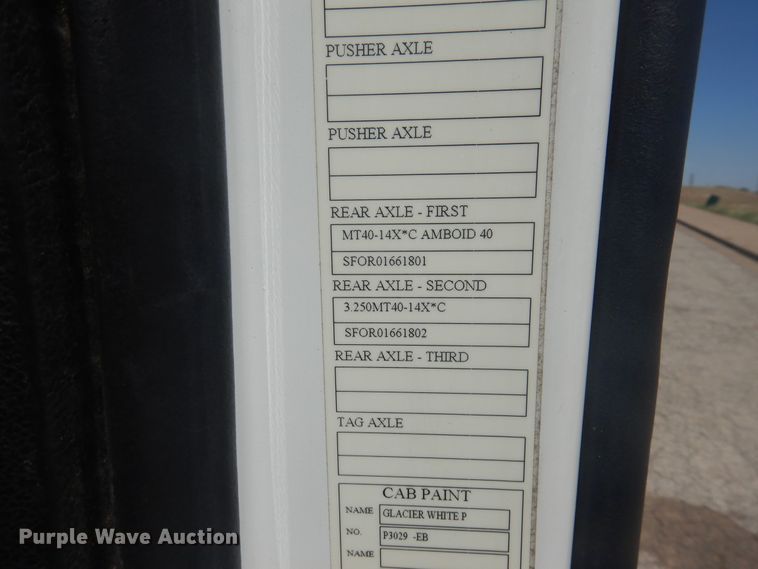 PUSHER AXLE
PUSHER AXLE
REAR AXLE - FIRST
MT40-14X*C AMBOID 40
SFOR01661801
REAR AXLE - SECOND
3.250MT40-14X*C
SFOR01661802
REAR AXLE - THIRD
TAG AXLE
CAB PAINT
NAME GLACIER WHITE P
NO. P3029 -EB
NAME
Purple Wave Auction